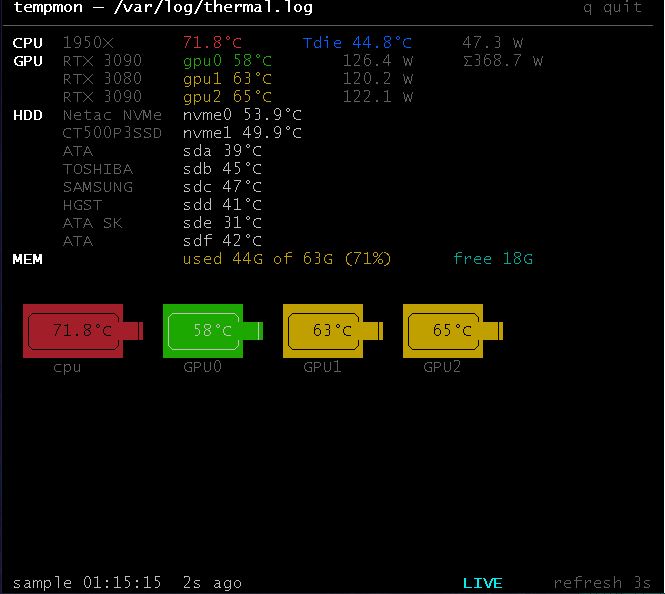 tempmon — /var/log/thermal.log q quit
CPU 1950X 71.8°C Tdie 44.8°C 47.3 W
GPU RTX 3090 gpu0 58°C 126.4 W Σ368.7 W
RTX 3080 gpu1 63°C 120.2 W
RTX 3090 gpu2 65°C 122.1 W
HDD Netac NVMe nvme0 53.9°C
CT500P3SSD nvme1 49.9°C
ATA sda 39°C
TOSHIBA sdb 45°C
SAMSUNG sdc 47°C
HGST sdd 41°C
ATA SK sde 31°C
ATA sdf 42°C
MEM used 44G of 63G (71%) free 18G
71.8°C 58°C 63°C 65°C
cpu GPU0 GPU1 GPU2
sample 01:15:15 2s ago LIVE refresh 3s